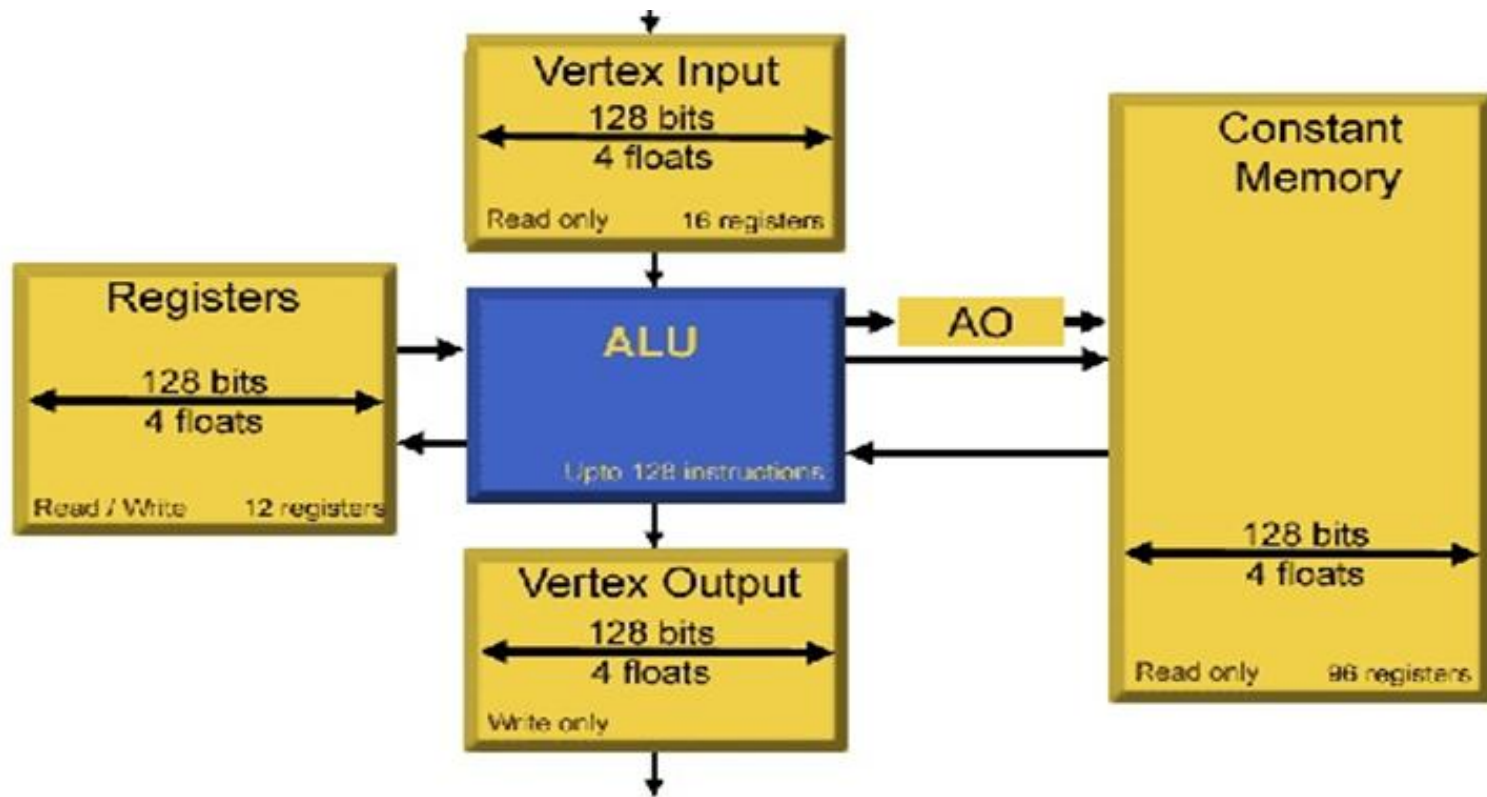 Vertex Input
128 bits
4 floats
Read only 16 registers
Constant
Memory
128 bits
4 floats
Read only 96 registers
Registers
128 bits
4 floats
Read / Write 12 registers
ALU
Upto 128 instructions
AO
Vertex Output
128 bits
4 floats
Write only